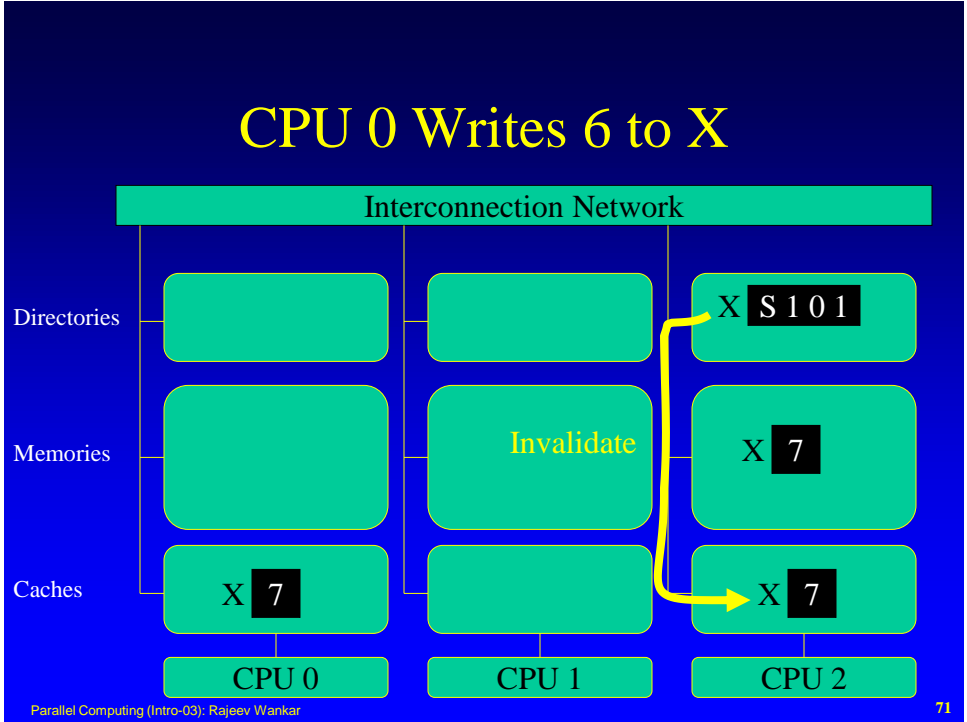 CPU 0 Writes 6 to X
Interconnection Network
Directories
X S 1 0 1
Memories
Invalidate
X 7
Caches
X 7
X 7
CPU 0
CPU 1
CPU 2
Parallel Computing (Intro-03): Rajeev Wankar
71